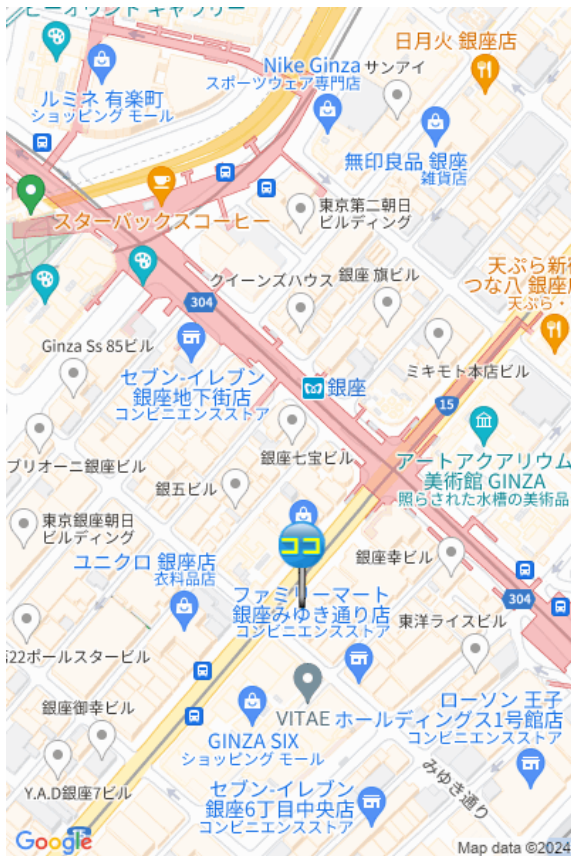 ビーオウンド ギャラリー
日月火 銀座店
Nike Ginza
スポーツウェア専門店
サンアイ
ルミネ 有楽町
ショッピング モール
無印良品 銀座
雑貨店
スターバックスコーヒー
東京第二朝日
ビルディング
クイーンズハウス
銀座 旗ビル
天ぷら新宿
つな八 銀座店
天ぷら・
304
Ginza Ss 85ビル
セブン-イレブン
銀座地下街店
コンビニエンスストア
ミキモト本店ビル
銀座
15
ブリオーニ銀座ビル
銀座七宝ビル
アートアクアリウム
美術館 GINZA
照らされた水槽の美術品
銀五ビル
東京銀座朝日
ビルディング
ココ
ユニクロ 銀座店
衣料品店
銀座幸ビル
ファミリーマート
銀座みゆき通り店
コンビニエンスストア
304
東洋ライスビル
22ポールスタービル
銀座御幸ビル
VITAE
ローソン 王子
ホールディングス1号館店
コンビニエンスストア
GINZA SIX
ショッピング モール
みゆき通り
Y.A.D銀座7ビル
セブン-イレブン
銀座6丁目中央店
コンビニエンスストア
Google
Map data ©2024